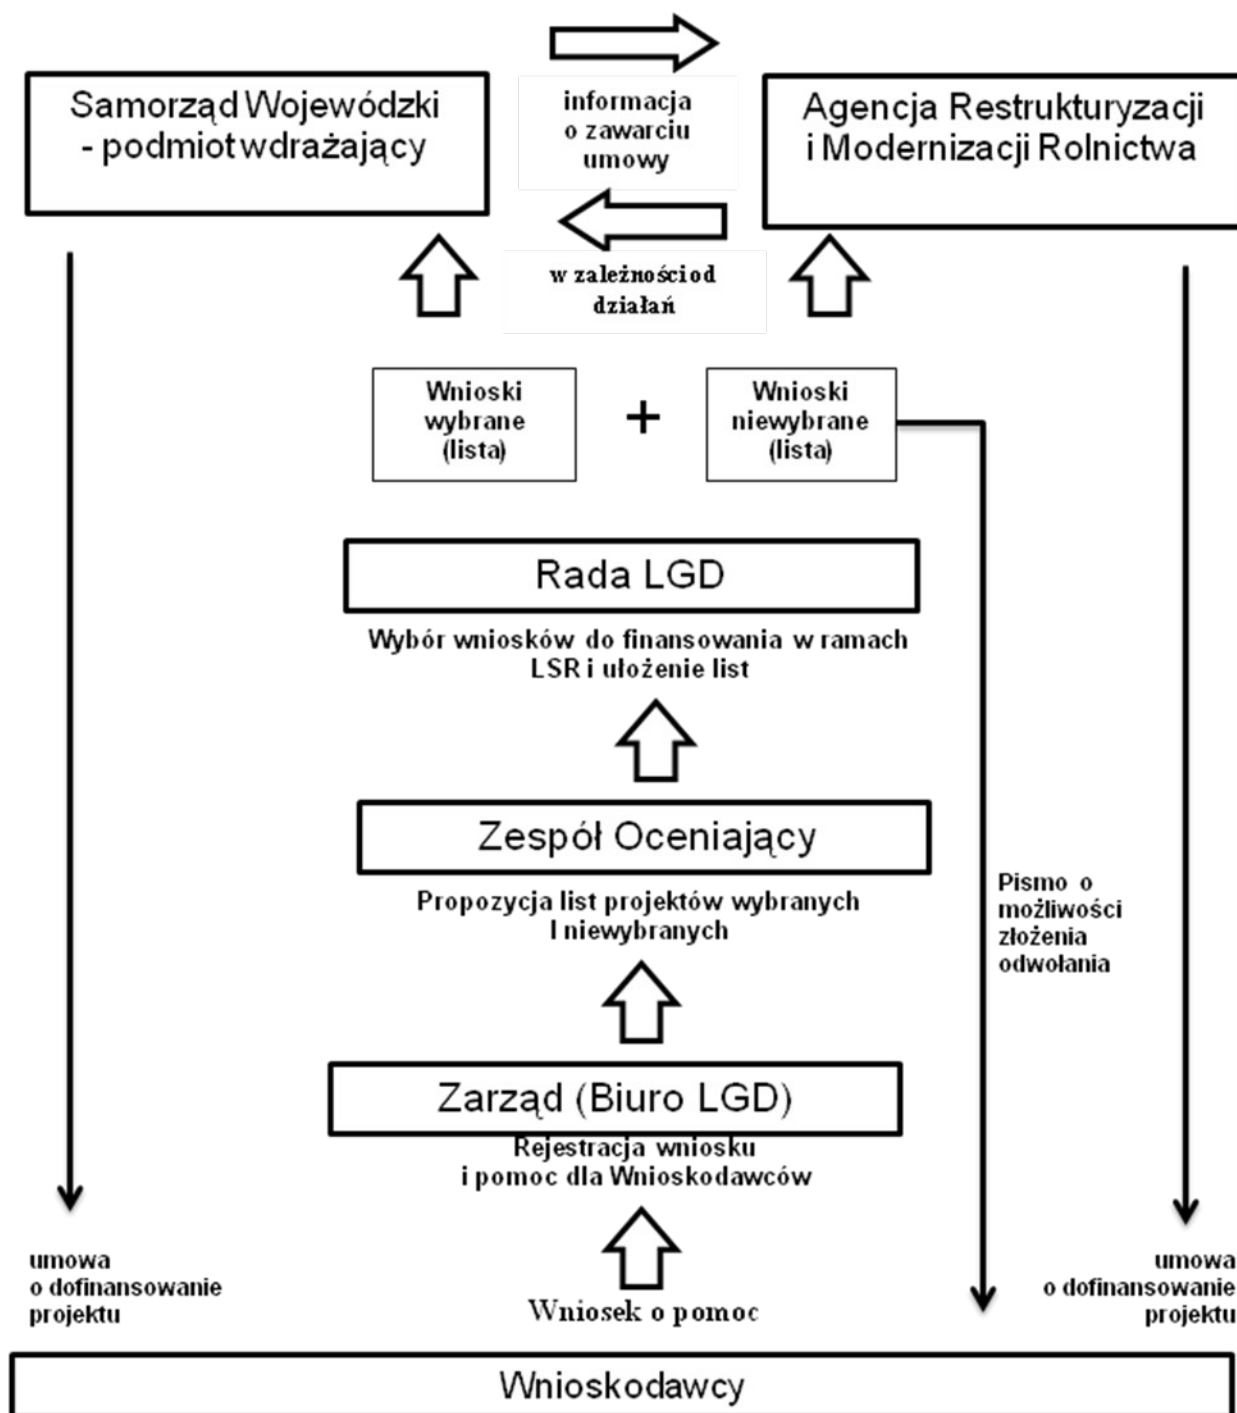 Samorząd Wojewódzki
- podmiot wdrażający
informacja
o zawarciu
umowy
Agencja Restrukturyzacji
i Modernizacji Rolnictwa
w zależności od
działań
Wnioski
wybrane
(lista)
+
Wnioski
niewybrane
(lista)
Rada LGD
Wybór wniosków do finansowania w ramach
LSR i ułożenie list
Zespół Oceniający
Propozycja list projektów wybranych
I niewybranych
Pismo o
możliwości
złożenia
odwołania
Zarząd (Biuro LGD)
Rejestracja wniosku
i pomoc dla Wnioskodawców
umowa
o dofinansowanie
projektu
Wniosek o pomoc
umowa
o dofinansowanie
projektu
Wnioskodawcy